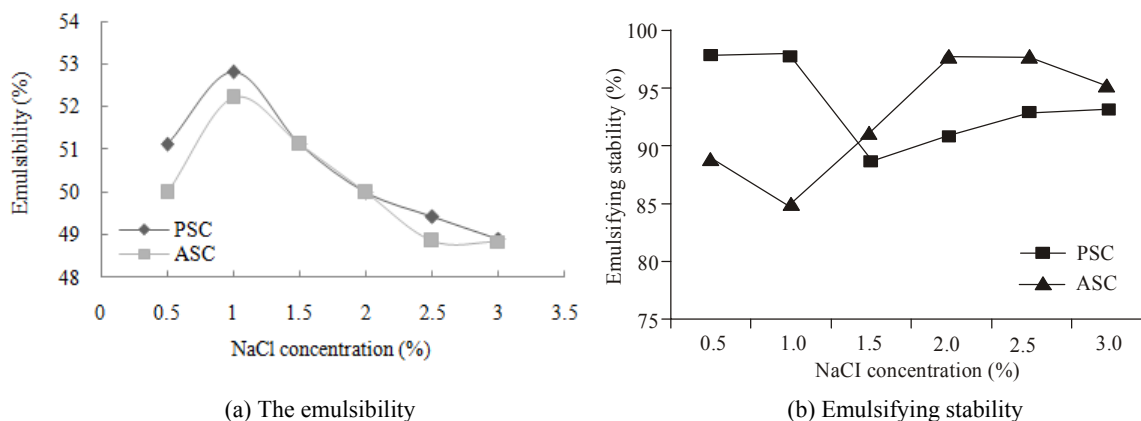 54
53
52
51
50
49
48
Emulsibility (%)
PSC
ASC
0 0.5 1 1.5 2 2.5 3 3.5
NaCl concentration (%)
(a) The emulsibility
100
95
90
85
80
75
Emulsifying stability (%)
PSC
ASC
0.5 1.0 1.5 2.0 2.5 3.0
NaCl concentration (%)
(b) Emulsifying stability